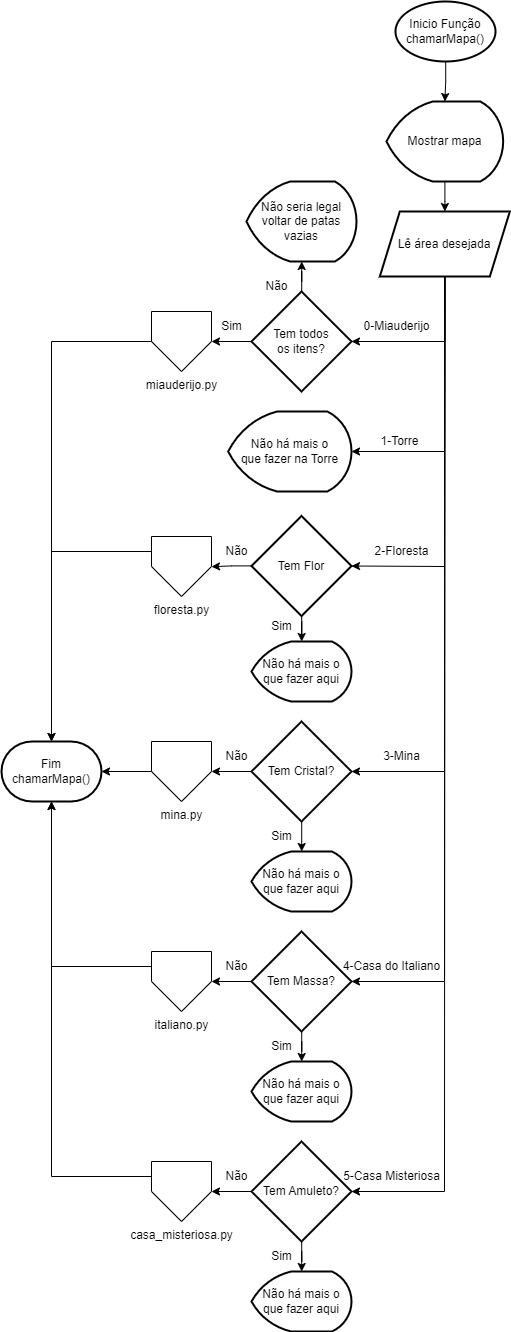 Inicio Função
chamarMapa()
Mostrar mapa
Lê área desejada
Não seria legal
voltar de patas
vazias
Não
0-Miauderijo
Tem todos
os itens?
Sim
miauderijo.py
1-Torre
Não há mais o
que fazer na Torre
2-Floresta
Tem Flor
Não
floresta.py
Sim
Não há mais o
que fazer aqui
3-Mina
Tem Cristal?
Não
mina.py
Fim
chamarMapa()
Sim
Não há mais o
que fazer aqui
4-Casa do Italiano
Tem Massa?
Não
italiano.py
Sim
Não há mais o
que fazer aqui
5-Casa Misteriosa
Tem Amuleto?
Não
casa_misteriosa.py
Sim
Não há mais o
que fazer aqui